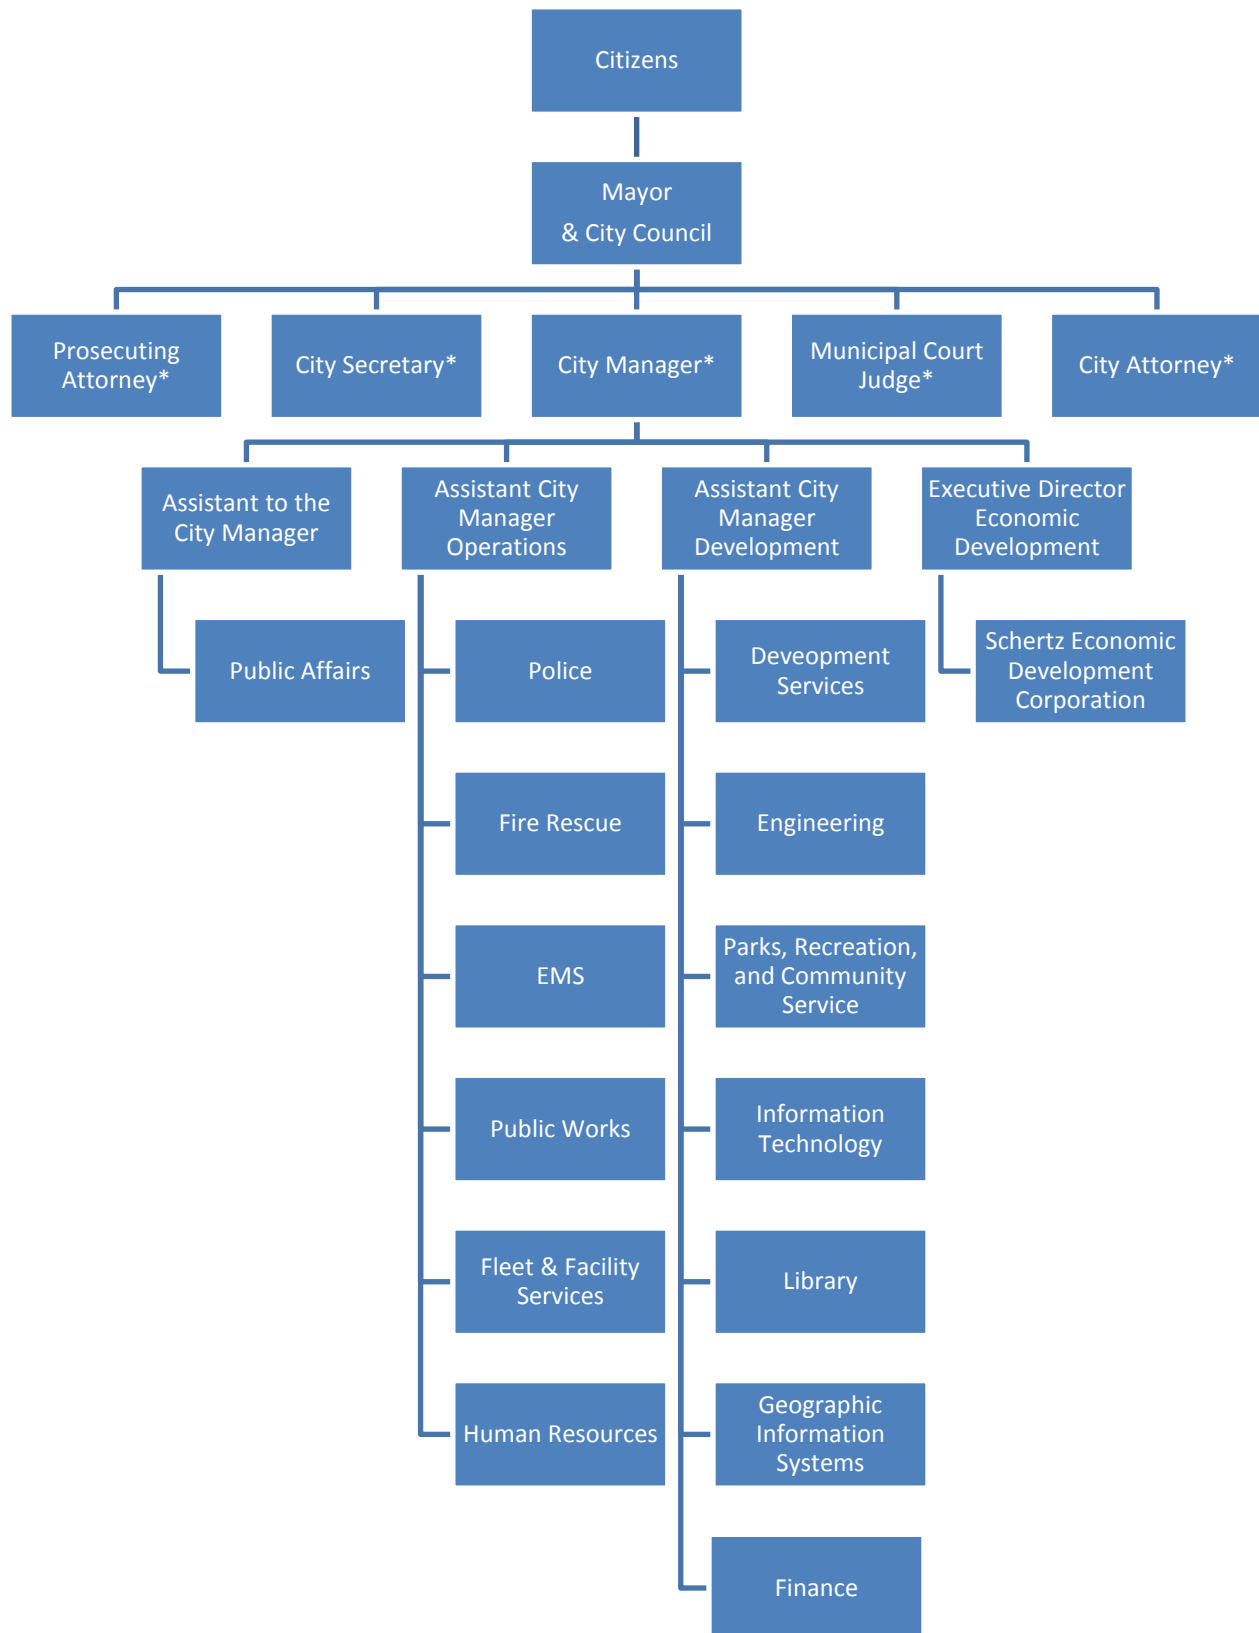 Citizens
Mayor
& City Council
Prosecuting
Attorney*
City Secretary*
City Manager*
Municipal Court
Judge*
City Attorney*
Assistant to the
City Manager
Assistant City
Manager
Operations
Assistant City
Manager
Development
Executive Director
Economic
Development
Public Affairs
Police
Deveopment
Services
Schertz Economic
Development
Corporation
Fire Rescue
Engineering
EMS
Parks, Recreation,
and Community
Service
Public Works
Information
Technology
Fleet & Facility
Services
Library
Human Resources
Geographic
Information
Systems
Finance